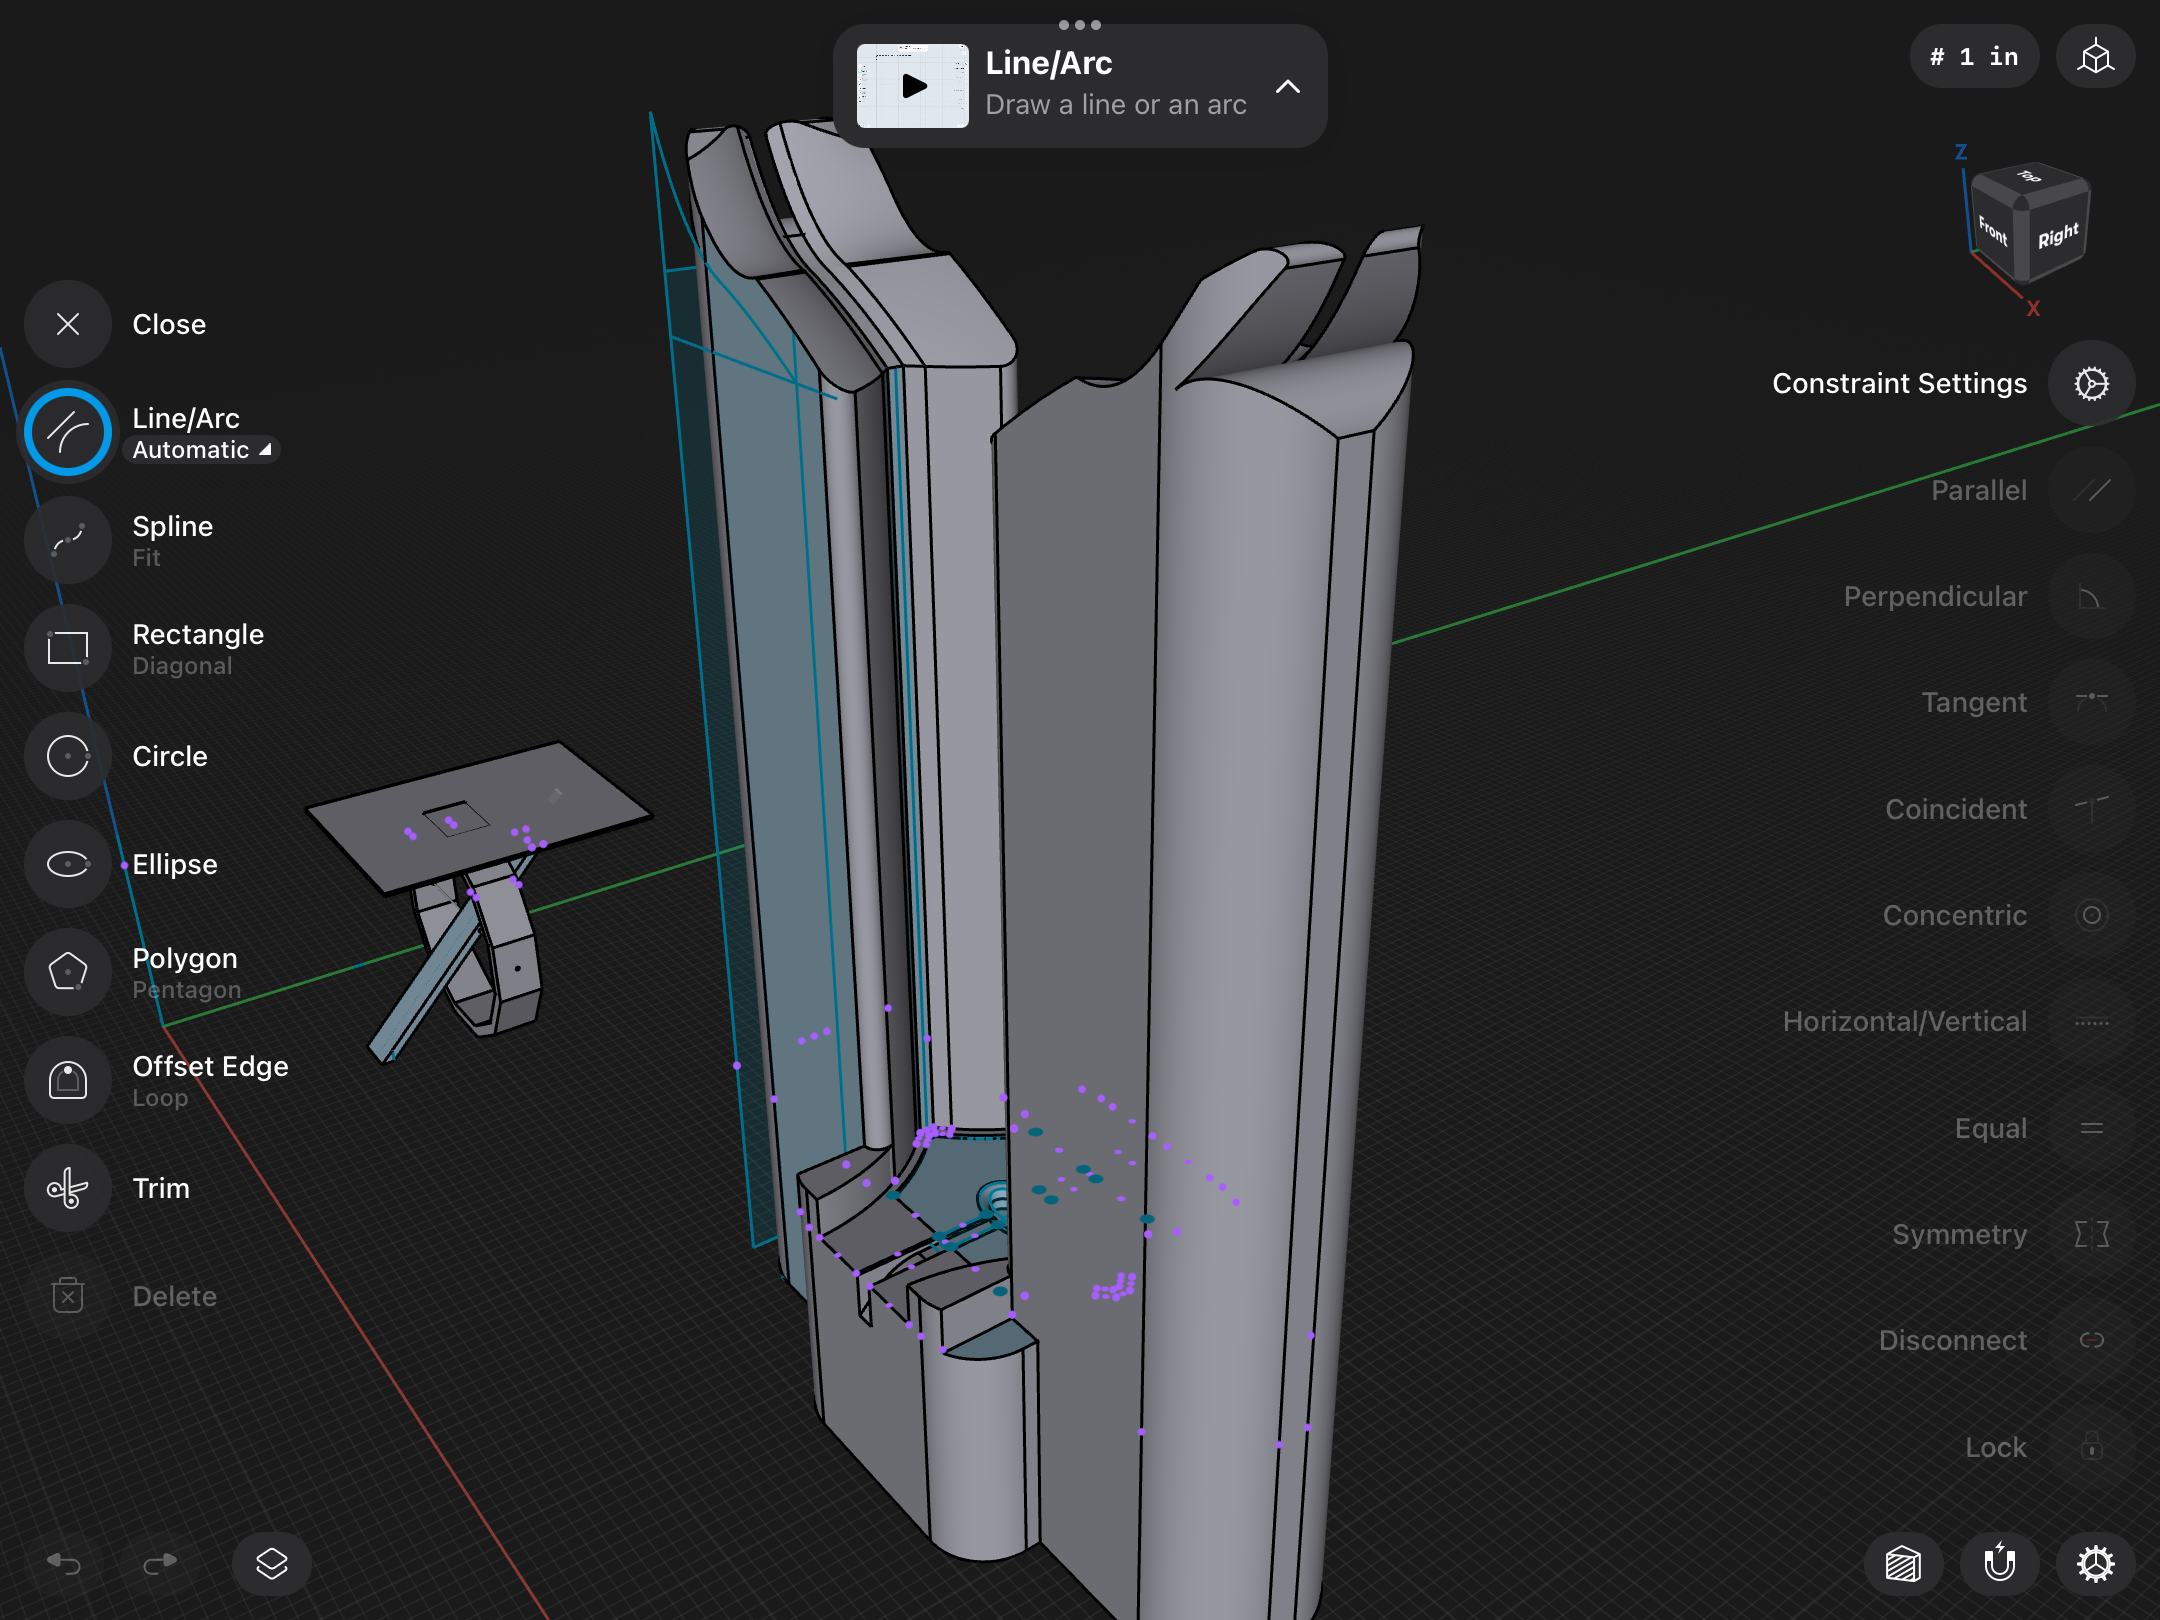 Line/Arc
Draw a line or an arc
# 1 in
Z
Top
Front
Right
X
Close
Line/Arc
Automatic
Spline
Fit
Rectangle
Diagonal
Circle
Ellipse
Polygon
Pentagon
Offset Edge
Loop
Trim
Delete
Constraint Settings
Parallel
Perpendicular
Tangent
Coincident
Concentric
Horizontal/Vertical
Equal
Symmetry
Disconnect
Lock